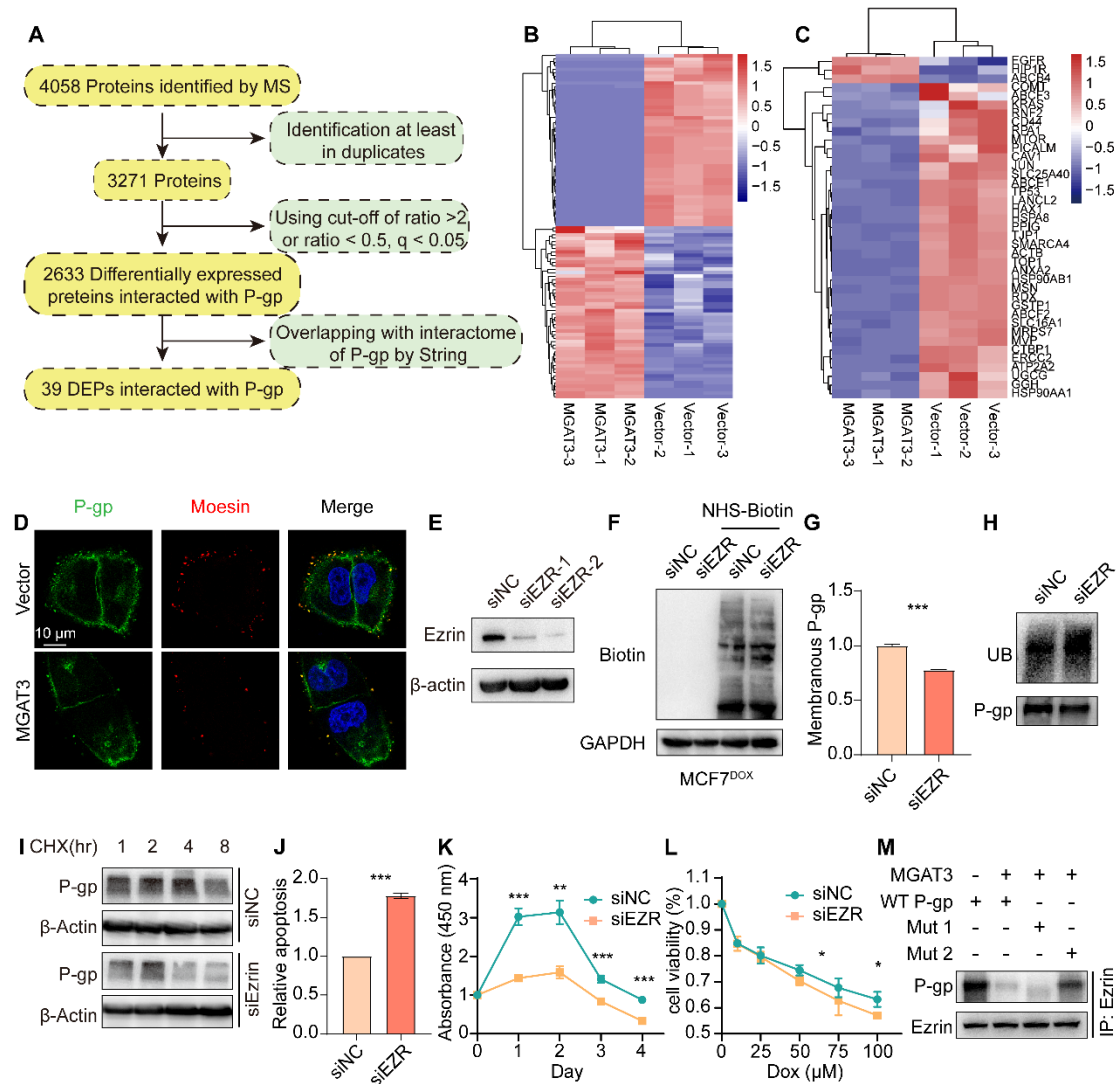 A
4058 Proteins identified by MS
Identification at least
in duplicates
3271 Proteins
Using cut-off of ratio >2
or ratio < 0.5, q < 0.05
2633 Differentially expressed
proteins interacted with P-gp
Overlapping with interactome
of P-gp by String
39 DEPs interacted with P-gp
B
1.5
1
0.5
0
−0.5
−1
−1.5
MGAT3-3
MGAT3-1
MGAT3-2
Vector-2
Vector-1
Vector-3
C
EGFR
HIP1R
ABCB4
COMT
ABCF3
KRAS
RNF2
CD44
RPA1
MTOR
PICALM
CAV1
JUN
SLC25A40
ABCE1
TP53
LANCL2
HAX1
HSPA8
PPIG
TJP1
SMARCA4
ACTB
TOP1
ANXA2
HSP90AB1
MSN
RDX
GSTP1
ABCF2
SLC16A1
MRPS7
MVP
CTBP1
ERCC2
ATP2A2
UGCG
GGH
HSP90AA1
1.5
1
0.5
0
−0.5
−1
−1.5
MGAT3-3
MGAT3-1
MGAT3-2
Vector-1
Vector-2
Vector-3
D
P-gp
Moesin
Merge
Vector
10 μm
MGAT3
E
siNC
siEZR-1
siEZR-2
Ezrin
β-actin
F
NHS-Biotin
siNC
siEZR
siNC
siEZR
Biotin
GAPDH
MCF7DOX
G
Membranous P-gp
1.5
1.0
0.5
0.0
***
siNC
siEZR
H
siNC
siEZR
UB
P-gp
I
CHX(hr) 1 2 4 8
P-gp
β-Actin
siNC
P-gp
β-Actin
siEzrin
J
Relative apoptosis
2.0
1.5
1.0
0.5
0.0
***
siNC
siEZR
K
Absorbance (450 nm)
4
3
2
1
0
*** ** *** ***
siNC
siEZR
0 1 2 3 4
Day
L
cell viability (%)
1.1
1.0
0.9
0.8
0.7
0.6
0.5
siNC
siEZR
* *
0 25 50 75 100
Dox (μM)
M
MGAT3 - + + +
WT P-gp + + - -
Mut 1 - - + -
Mut 2 - - - +
P-gp
Ezrin
IP: Ezrin